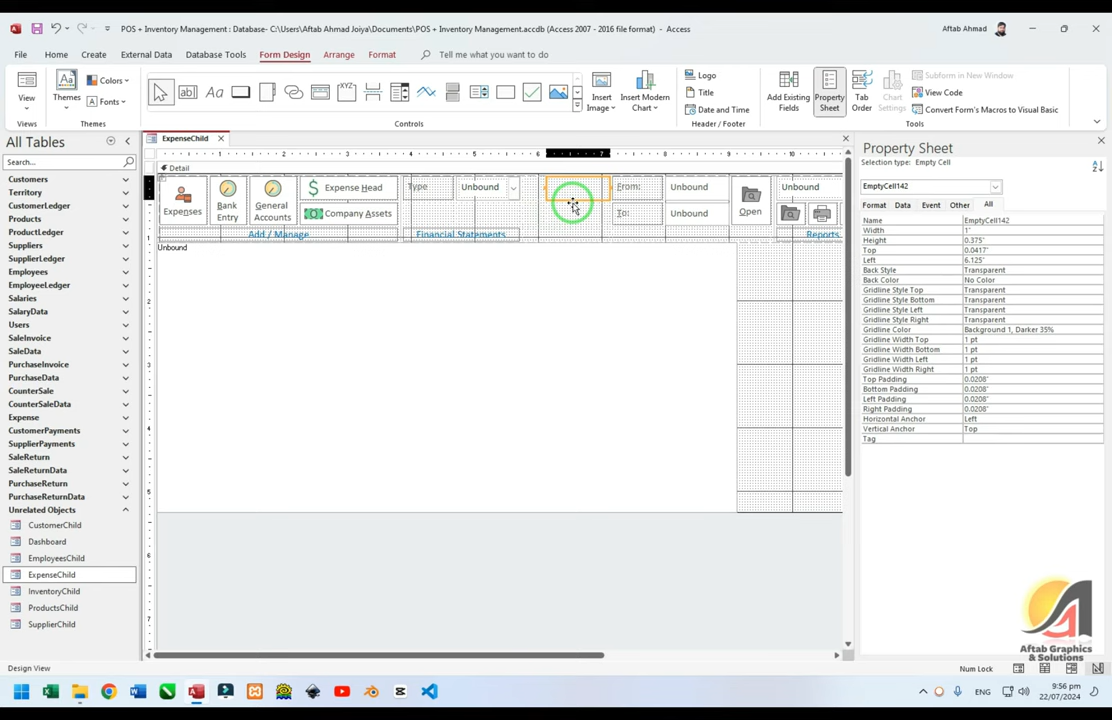 POS + Inventory Management : Database- C:\Users\Aftab Ahmad Joiya\Documents\POS + Inventory Management.accdb (Access 2007 - 2016 file format) - Access
Aftab Ahmad
File Home Create External Data Database Tools Form Design Arrange Format Tell me what you want to do
View
Views
Themes
Colors
Fonts
Themes
Controls
Insert Image
Insert Modern Chart
Logo
Title
Date and Time
Header / Footer
Add Existing Fields
Property Sheet
Tab Order
Chart Settings
Subform in New Window
View Code
Convert Form's Macros to Visual Basic
Tools
All Tables
Search...
Customers
Territory
CustomerLedger
Products
ProductLedger
Suppliers
SupplierLedger
Employees
EmployeeLedger
Salaries
SalaryData
Users
SaleInvoice
SaleData
PurchaseInvoice
PurchaseData
CounterSale
CounterSaleData
Expense
CustomerPayments
SupplierPayments
SaleReturn
SaleReturnData
PurchaseReturn
PurchaseReturnData
Unrelated Objects
CustomerChild
Dashboard
EmployeesChild
ExpenseChild
InventoryChild
ProductsChild
SupplierChild
ExpenseChild
Detail
Expenses
Bank Entry
General Accounts
Expense Head
Company Assets
Type
Unbound
From:
Unbound
To:
Unbound
Open
Unbound
Add / Manage
Financial Statements
Reports
Unbound
Property Sheet
Selection type: Empty Cell
EmptyCell142
Format Data Event Other All
Name EmptyCell142
Width 1"
Height 0.375"
Top 0.0417"
Left 6.125"
Back Style Transparent
Back Color No Color
Gridline Style Top Transparent
Gridline Style Bottom Transparent
Gridline Style Left Transparent
Gridline Style Right Transparent
Gridline Color Background 1, Darker 35%
Gridline Width Top 1 pt
Gridline Width Bottom 1 pt
Gridline Width Left 1 pt
Gridline Width Right 1 pt
Top Padding 0.0208"
Bottom Padding 0.0208"
Left Padding 0.0208"
Right Padding 0.0208"
Horizontal Anchor Left
Vertical Anchor Top
Tag
Aftab Graphics
& Solutions
Design View
Num Lock
ENG
9:56 pm
22/07/2024